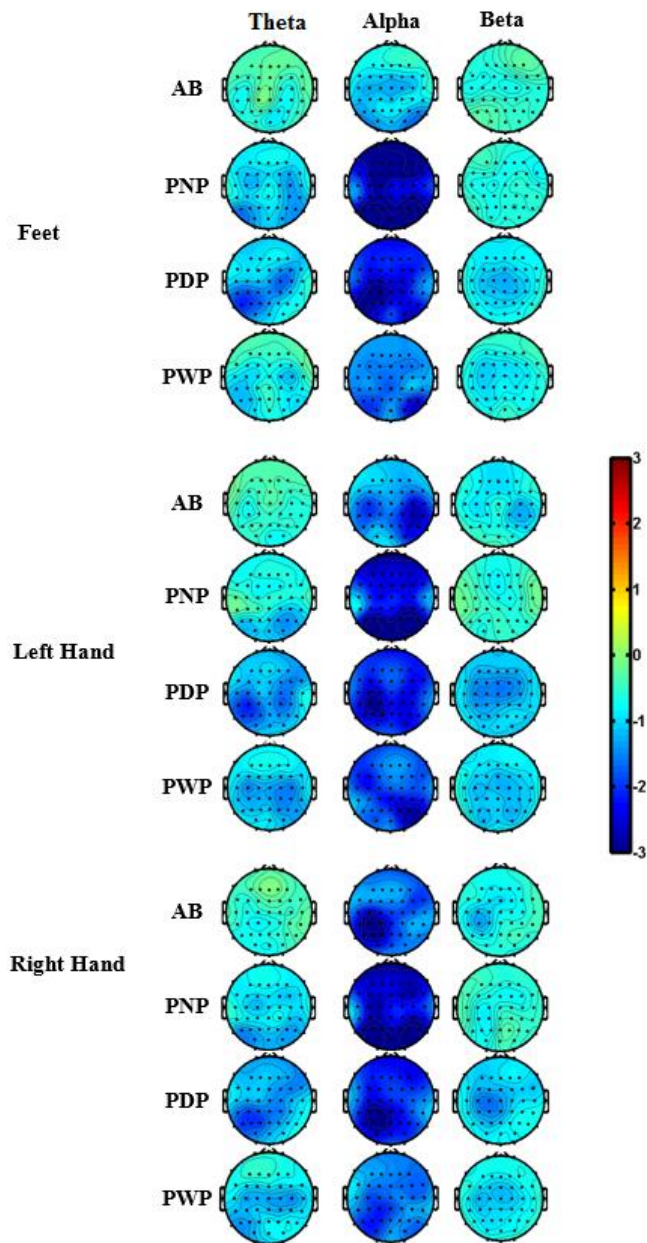 Theta Alpha Beta
AB
PNP
Feet
PDP
PWP
AB
PNP
Left Hand
PDP
PWP
3
2
1
0
-1
-2
-3
AB
Right Hand
PNP
PDP
PWP